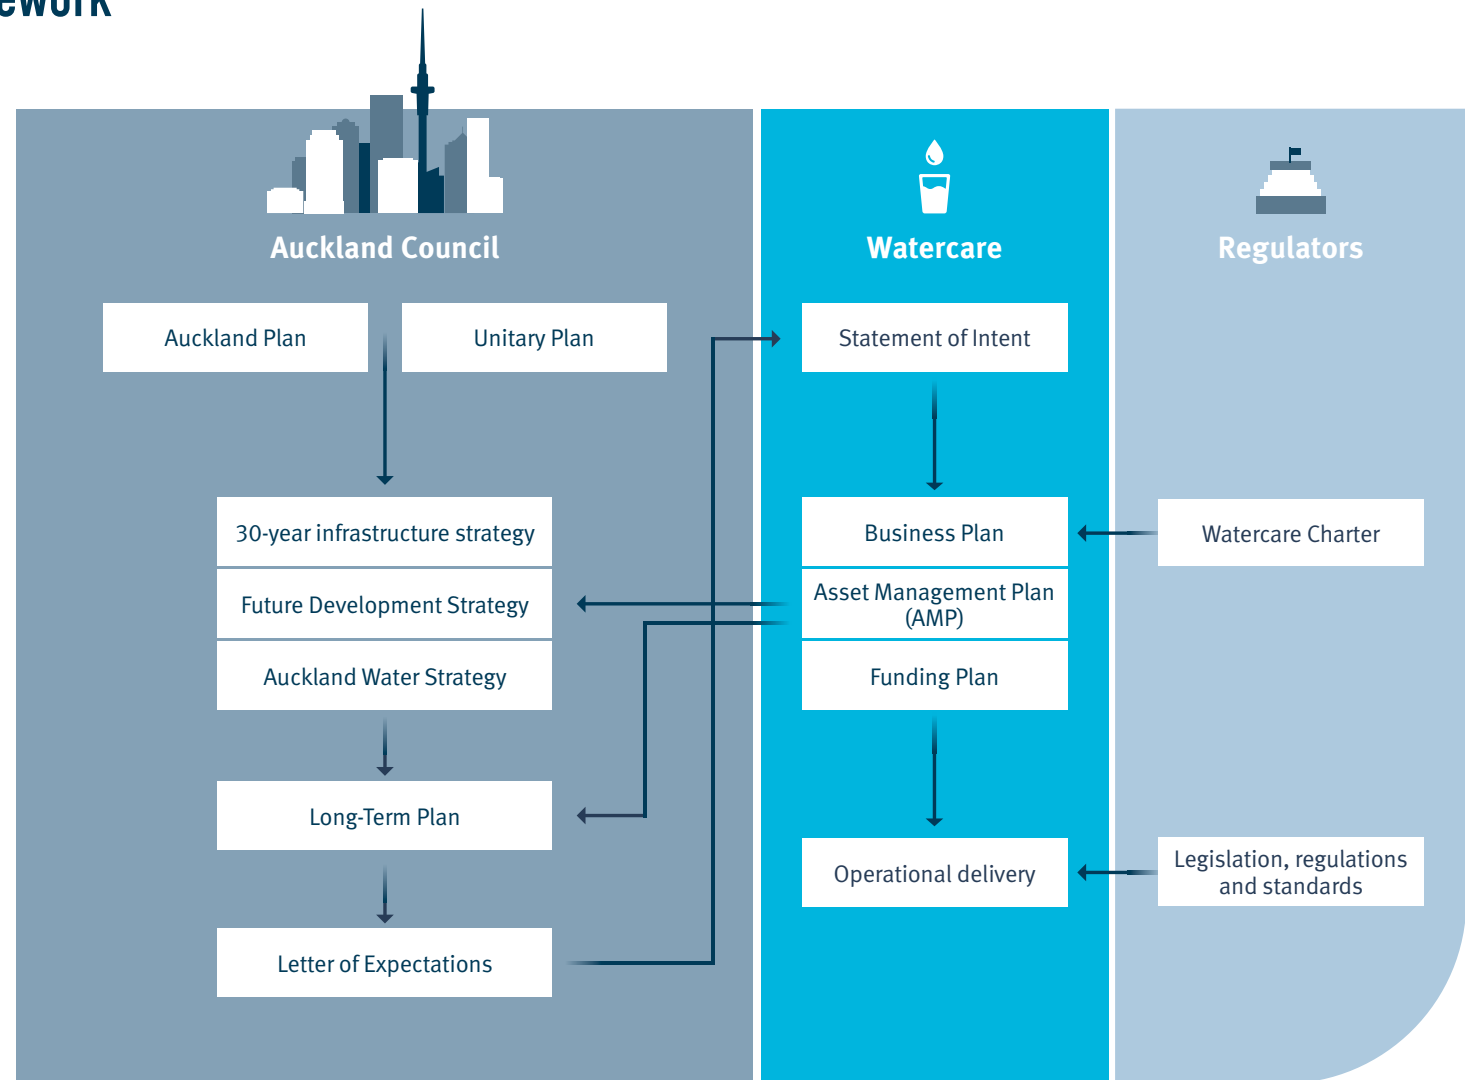 Auckland Council
Auckland Plan
Unitary Plan
30-year infrastructure strategy
Future Development Strategy
Auckland Water Strategy
Long-Term Plan
Letter of Expectations
Watercare
Statement of Intent
Business Plan
Asset Management Plan
(AMP)
Funding Plan
Operational delivery
Regulators
Watercare Charter
Legislation, regulations
and standards